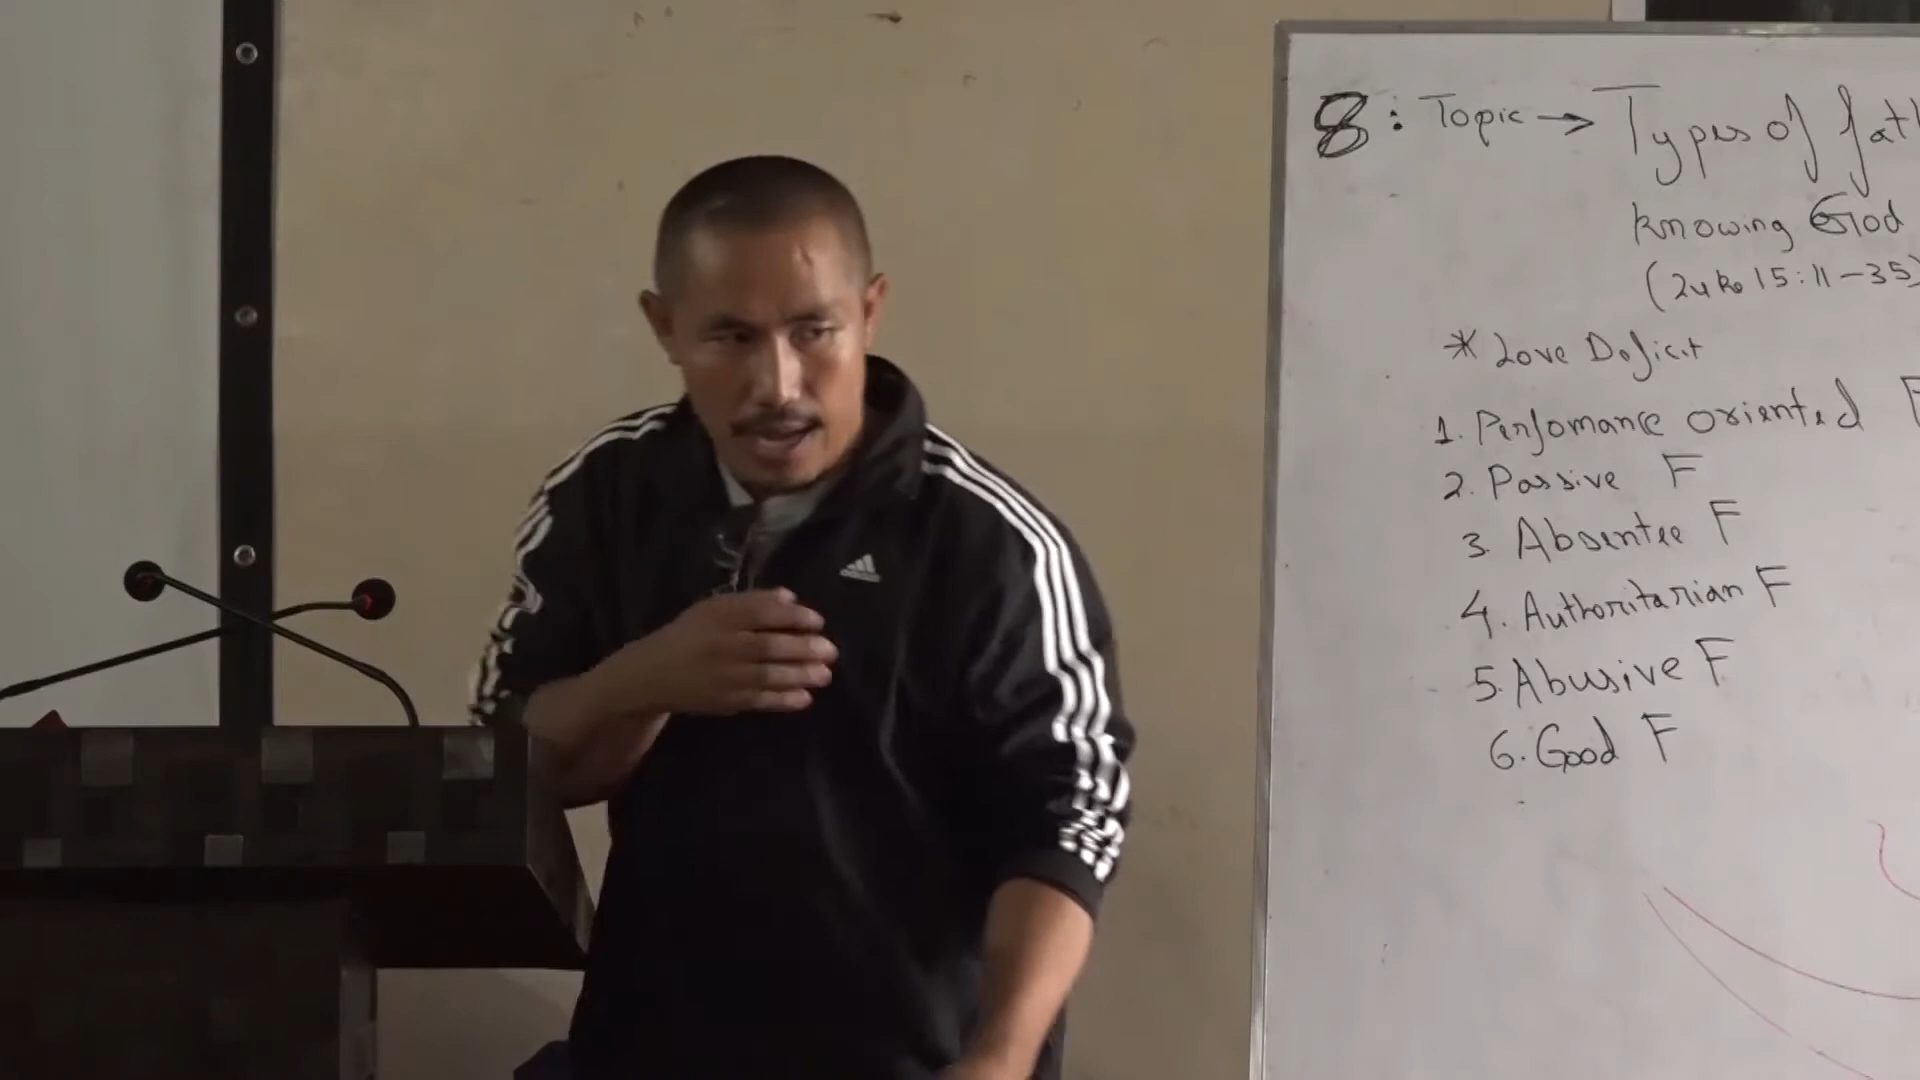 8: Topic → Types of fath
knowing God
(Luke 15:11-35)
* Love Deficit
1. Perfomance oriented F
2. Passive F
3. Absentee F
4. Authoritarian F
5. Abusive F
6. Good F
adidas